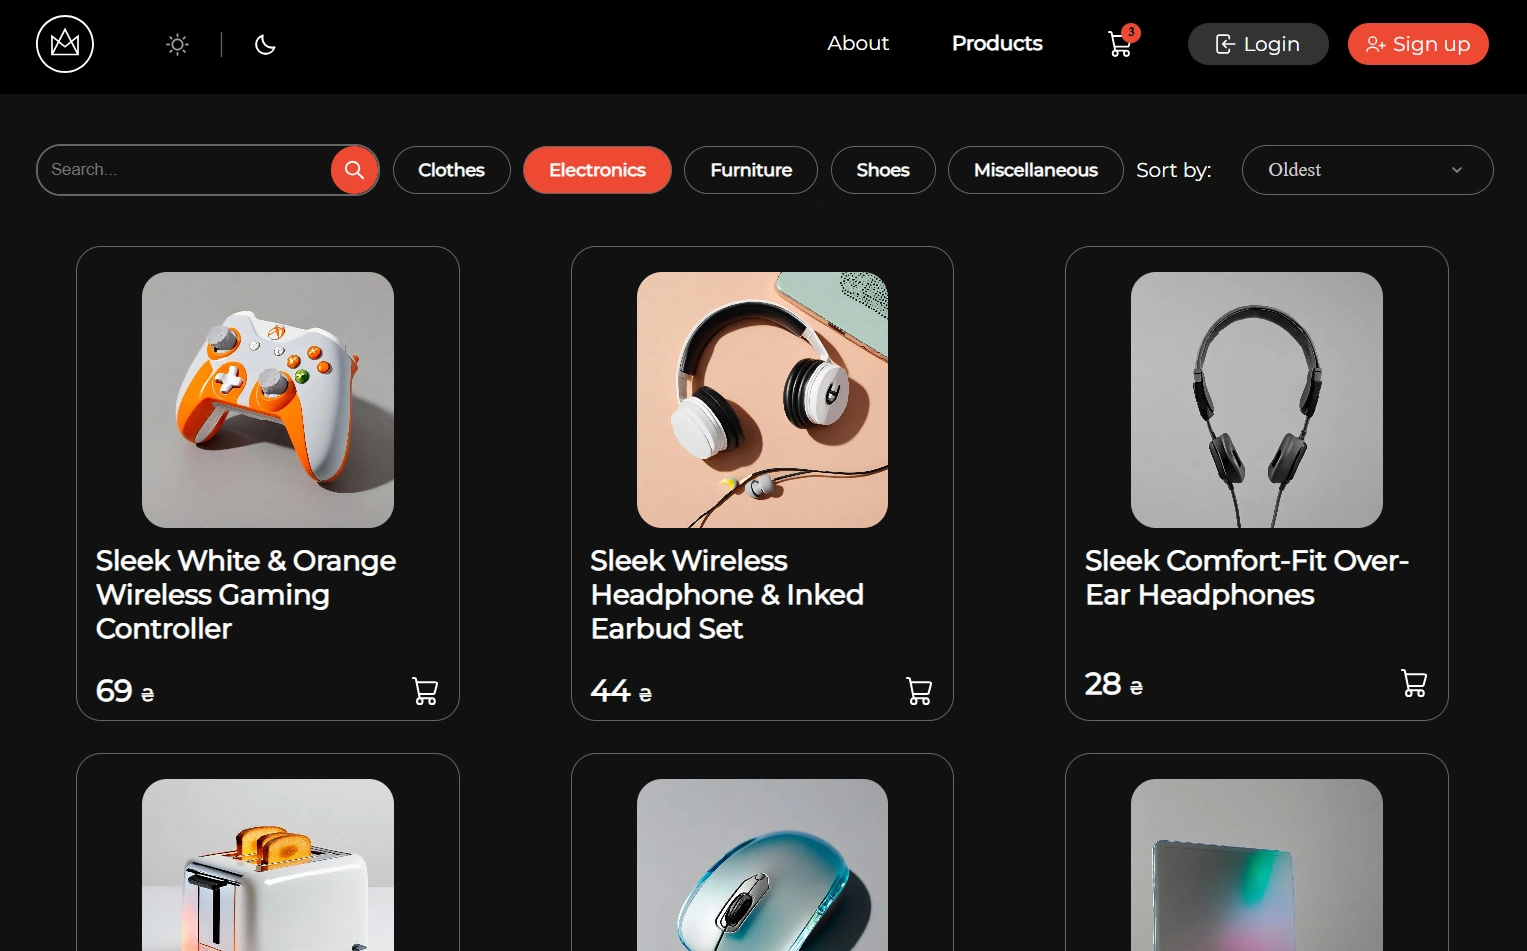 About
Products
3
Login
Sign up
Search...
Clothes
Electronics
Furniture
Shoes
Miscellaneous
Sort by:
Oldest
Sleek White & Orange
Wireless Gaming
Controller
69 ₴
Sleek Wireless
Headphone & Inked
Earbud Set
44 ₴
Sleek Comfort-Fit Over-
Ear Headphones
28 ₴